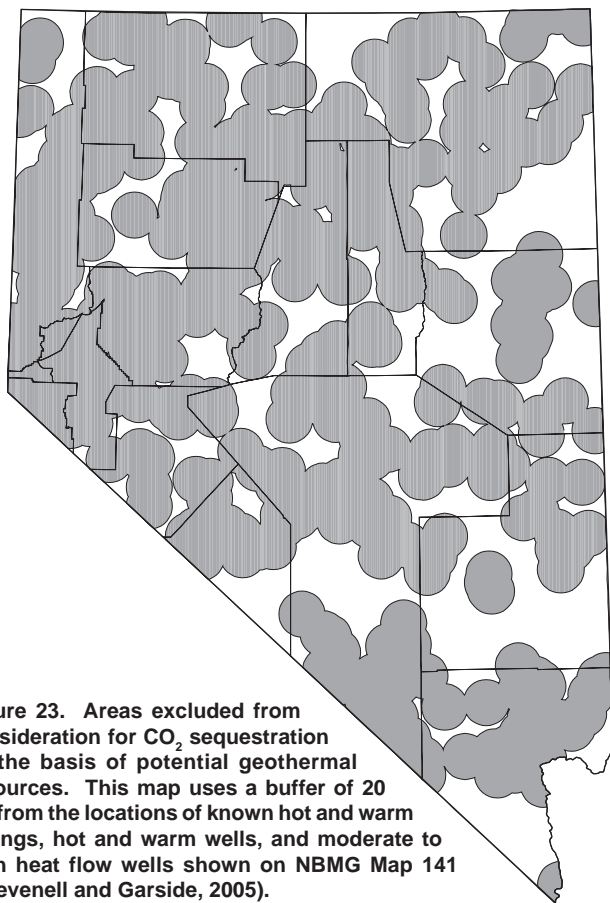 ure 23. Areas excluded from
sideration for CO₂ sequestration
the basis of potential geothermal
ources. This map uses a buffer of 20
from the locations of known hot and warm
ngs, hot and warm wells, and moderate to
heat flow wells shown on NBMG Map 141
evenell and Garside, 2005).